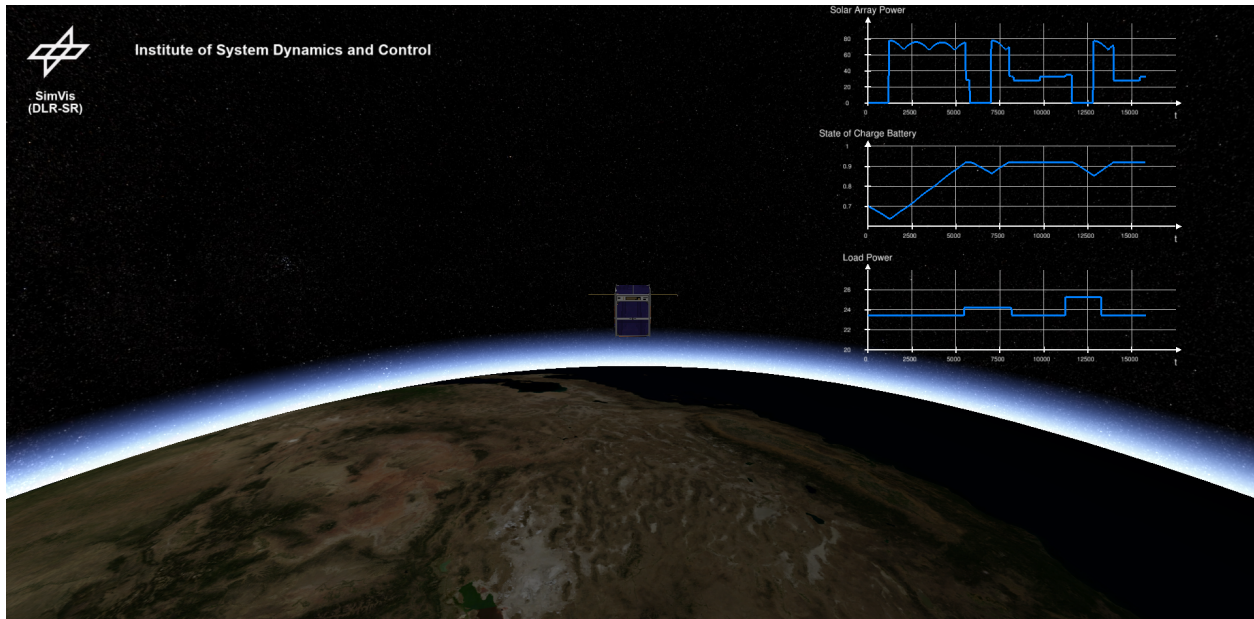 Institute of System Dynamics and Control
SimVis
(DLR-SR)
Solar Array Power
80
60
40
20
0
0 2500 5000 7500 10000 12500 15000
t
State of Charge Battery
1
0.9
0.8
0.7
0 2500 5000 7500 10000 12500 15000
t
Load Power
26
24
22
20
0 2500 5000 7500 10000 12500 15000
t